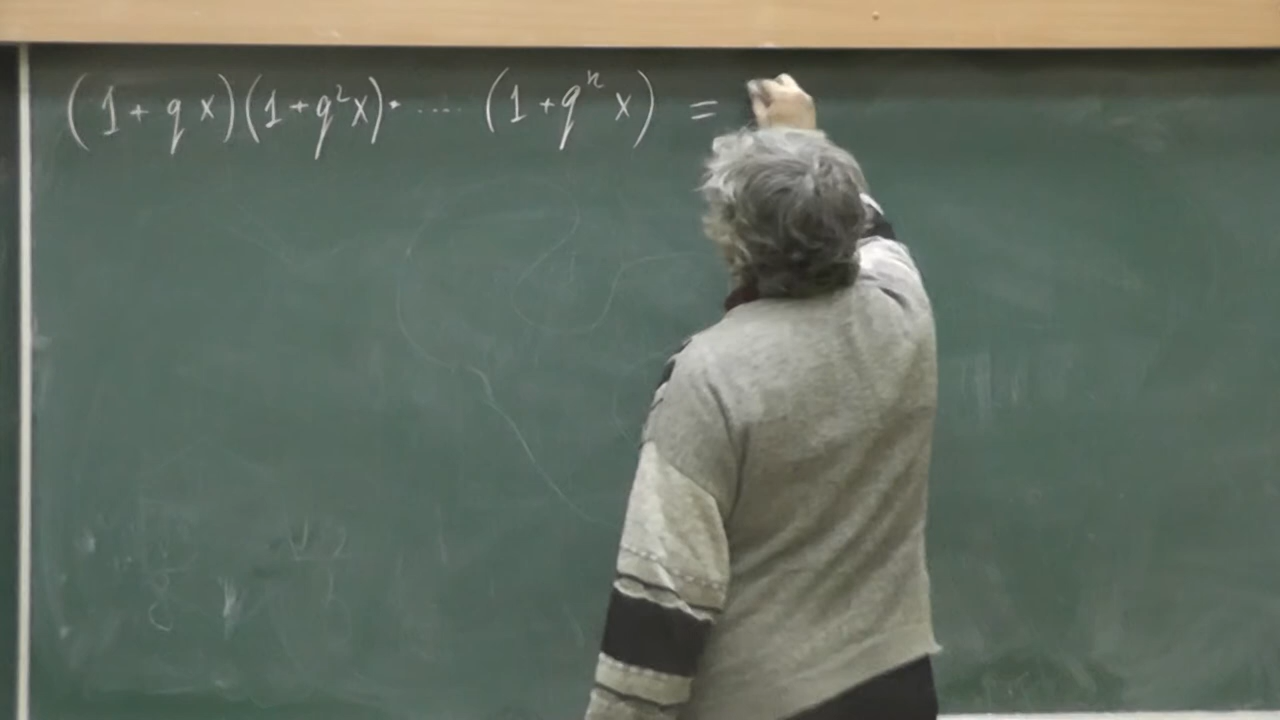 (1 + qx)(1 + q²x)· ..... (1 + qⁿx) =